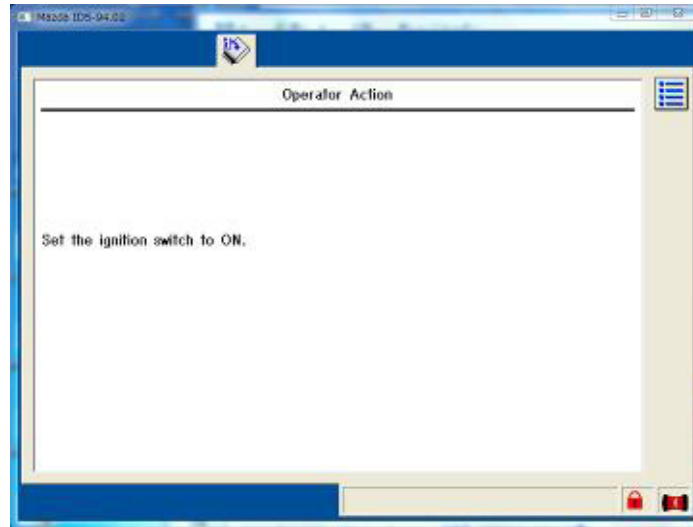 Mazda IDS-94.02
Operator Action
Set the ignition switch to ON.